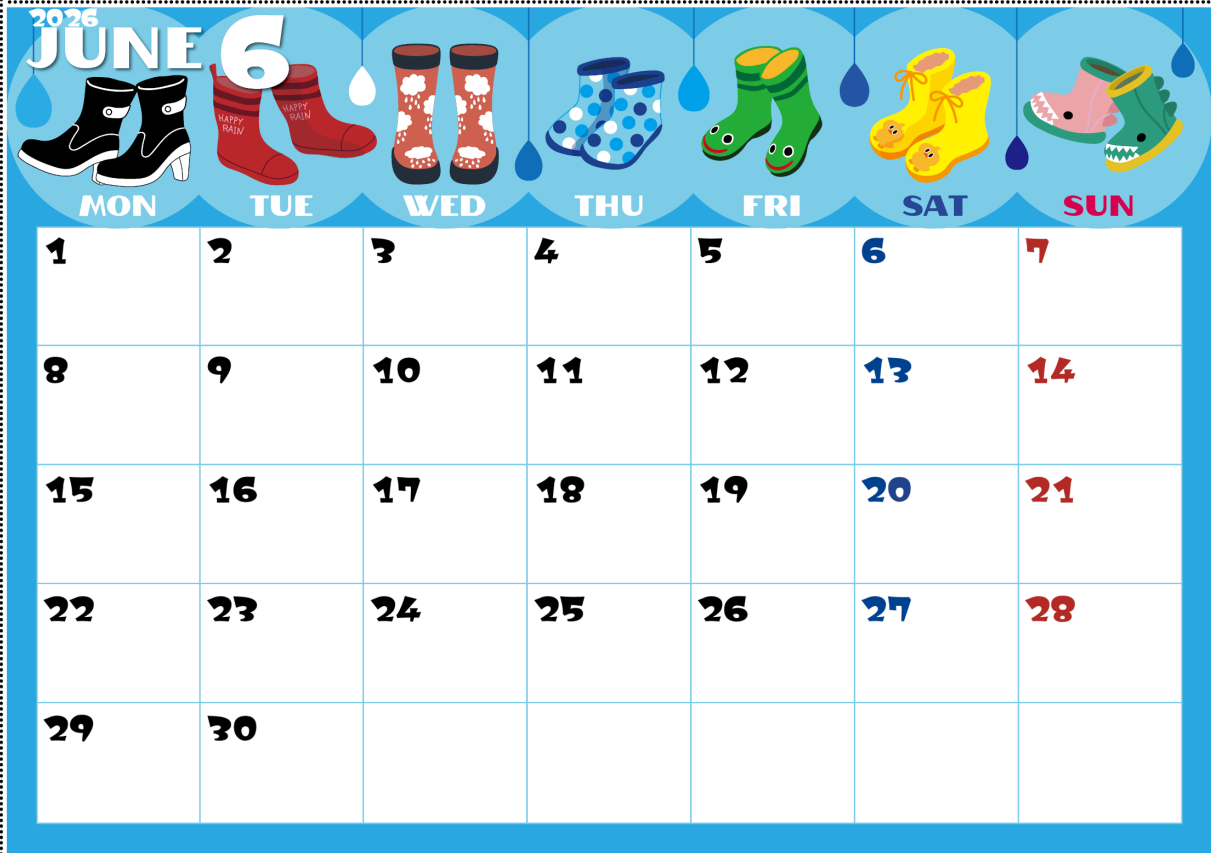 2026
JUNE 6
HAPPY
RAIN
HAPPY
RAIN
MON TUE WED THU FRI SAT SUN
1 2 3 4 5 6 7
8 9 10 11 12 13 14
15 16 17 18 19 20 21
22 23 24 25 26 27 28
29 30